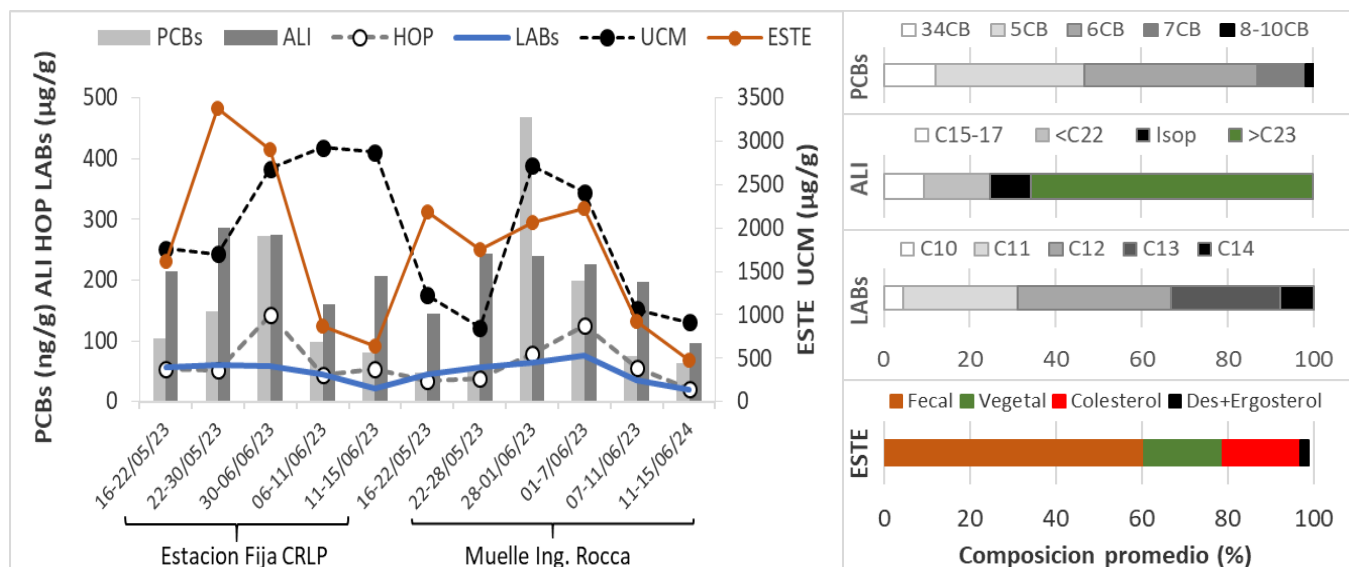 PCBs ALI HOP LABs UCM ESTE
PCBs (ng/g) ALI HOP LABs (µg/g)
500
400
300
200
100
0
3500
3000
2500
2000
1500
1000
500
0
ESTE UCM (µg/g)
16-22/05/23
22-30/05/23
30-06/06/23
06-11/06/23
11-15/06/23
16-22/05/23
22-28/05/23
28-01/06/23
01-7/06/23
07-11/06/23
11-15/06/24
Estacion Fija CRLP
Muelle Ing. Rocca
34CB 5CB 6CB 7CB 8-10CB
PCBs
C15-17 <C22 Isop >C23
ALI
C10 C11 C12 C13 C14
LABs
0 20 40 60 80 100
Fecal Vegetal Colesterol Des+Ergosterol
ESTE
0 20 40 60 80 100
Composicion promedio (%)